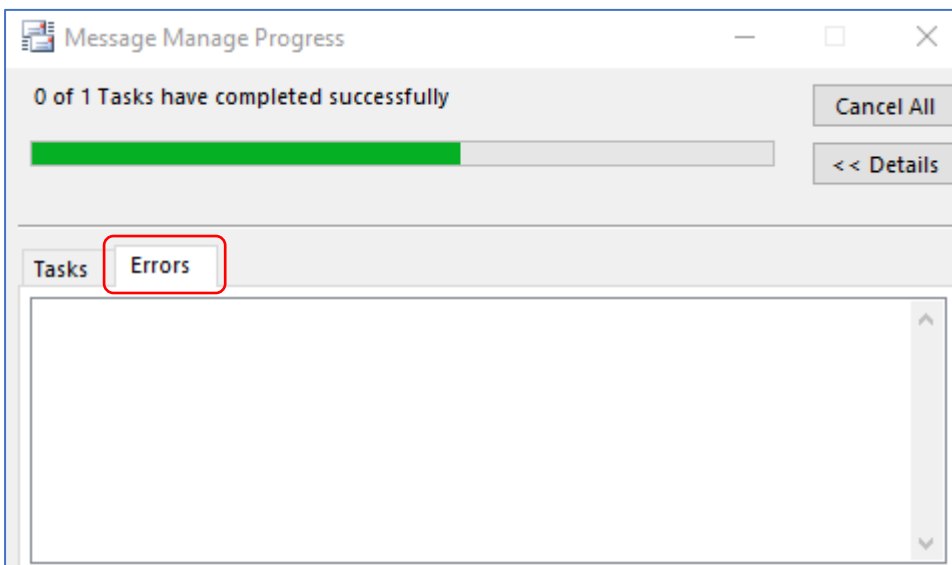 Message Manage Progress
0 of 1 Tasks have completed successfully
Cancel All
<< Details
Tasks
Errors